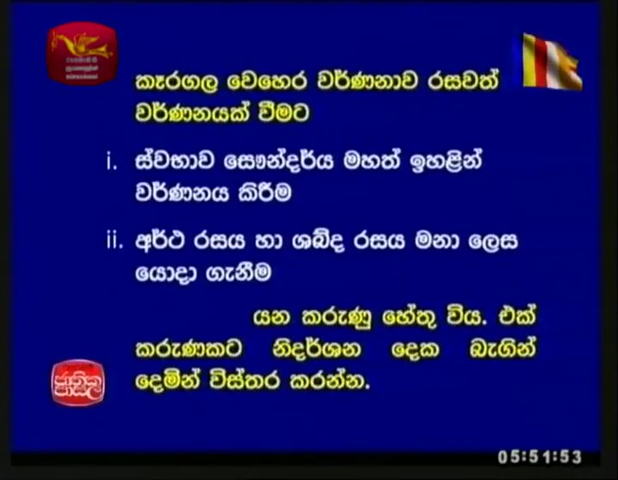 කෑරගල වෙහෙර වර්ණනාව රසවත්
වර්ණනයක් වීමට
i. ස්වභාව සෞන්දර්ය මහත් ඉහළින්
වර්ණනය කිරීම
ii. අර්ථ රසය හා ශබ්ද රසය මනා ලෙස
යොදා ගැනීම
යන කරුණු හේතු විය. එක්
කරුණකට නිදර්ශන දෙක බැගින්
දෙමින් විස්තර කරන්න.
ජාතික
පාසල
05:51:53